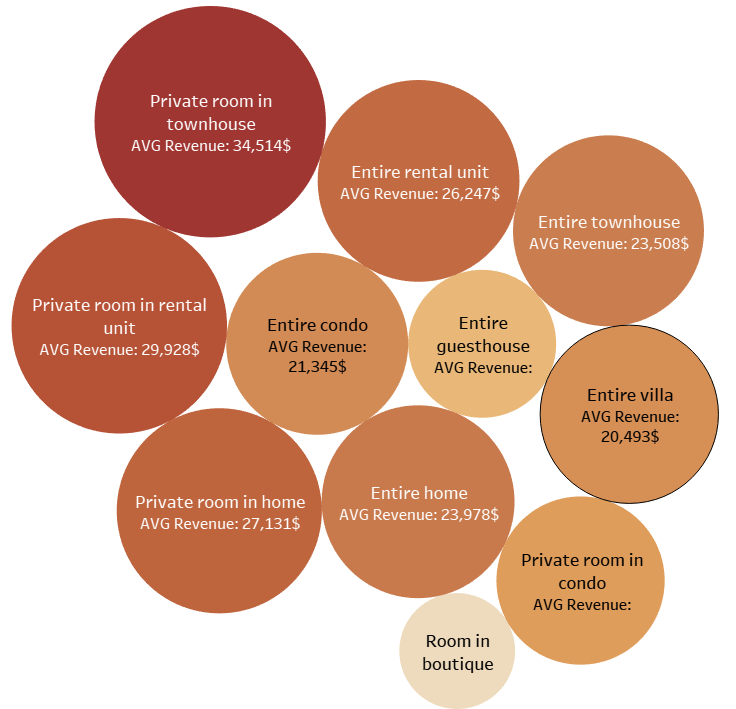 Private room in
townhouse
AVG Revenue: 34,514$
Entire rental unit
AVG Revenue: 26,247$
Entire townhouse
AVG Revenue: 23,508$
Private room in rental
unit
AVG Revenue: 29,928$
Entire condo
AVG Revenue:
21,345$
Entire
guesthouse
AVG Revenue:
Entire villa
AVG Revenue:
20,493$
Private room in home
AVG Revenue: 27,131$
Entire home
AVG Revenue: 23,978$
Private room in
condo
AVG Revenue:
Room in
boutique